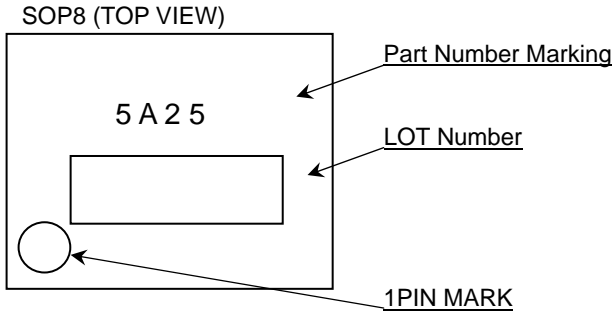 SOP8 (TOP VIEW)
Part Number Marking
5 A 2 5
LOT Number
1PIN MARK